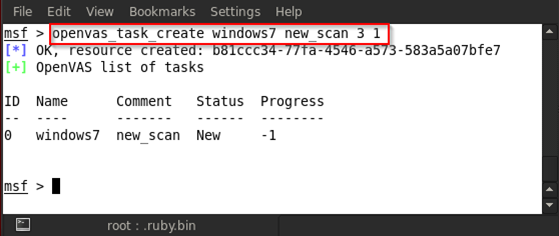 File Edit View Bookmarks Settings Help
msf > openvas_task_create windows7 new_scan 3 1
[*] OK, resource created: b81ccc34-77fa-4546-a573-583a5a07bfe7
[+] OpenVAS list of tasks
ID Name Comment Status Progress
-- ---- ------- ------ --------
0 windows7 new_scan New -1
msf >
root : .ruby.bin